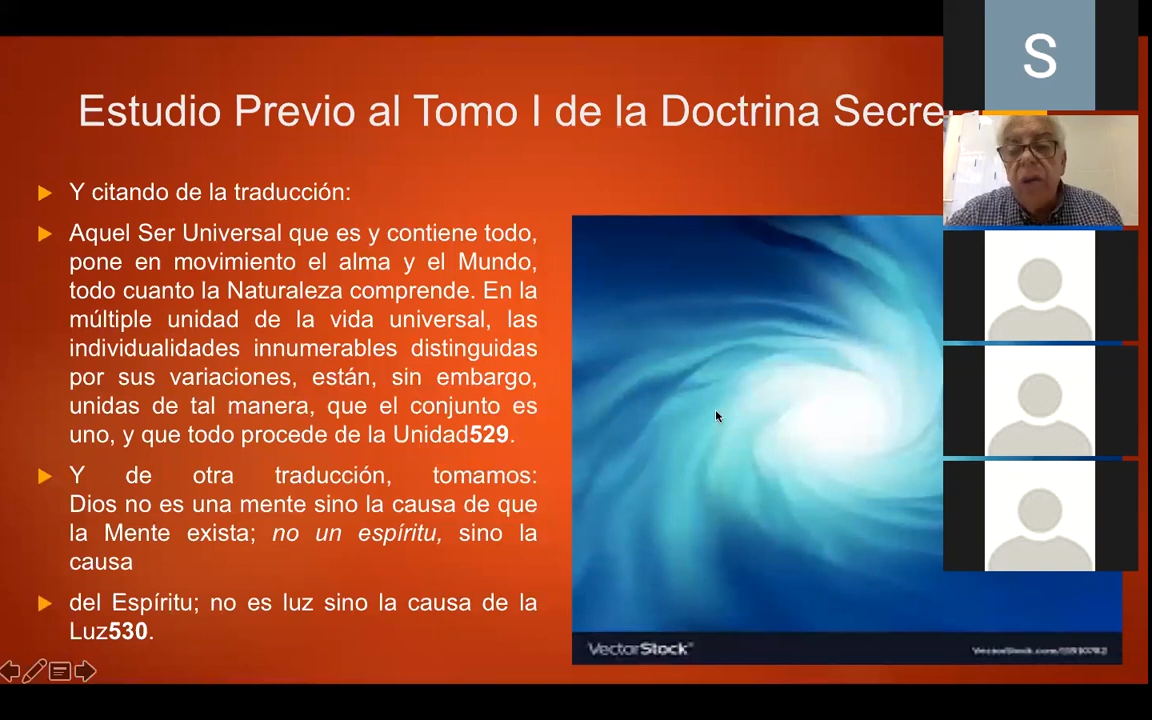 Estudio Previo al Tomo I de la Doctrina
S
Y citando de la traducción:
Aquel Ser Universal que es y contiene todo,
pone en movimiento el alma y el Mundo,
todo cuanto la Naturaleza comprende. En la
múltiple unidad de la vida universal, las
individualidades innumerables distinguidas
por sus variaciones, están, sin embargo,
unidas de tal manera, que el conjunto es
uno, y que todo procede de la Unidad529.
Y de otra traducción, tomamos:
Dios no es una mente sino la causa de que
la Mente exista; no un espíritu, sino la
causa
del Espíritu; no es luz sino la causa de la
Luz530.
VectorStock